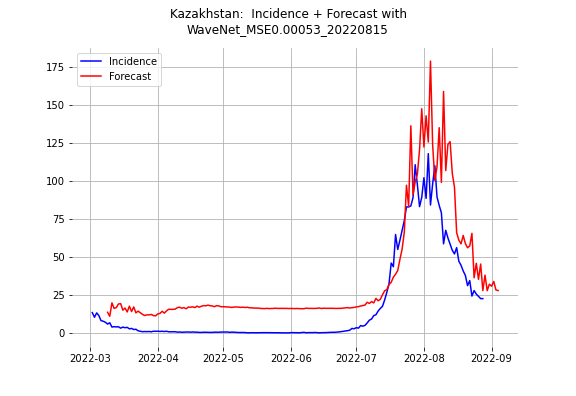 Kazakhstan:  Incidence + Forecast with
WaveNet_MSE0.00053_20220815
Incidence
Forecast
175
150
125
100
75
50
25
0
2022-03 2022-04 2022-05 2022-06 2022-07 2022-08 2022-09